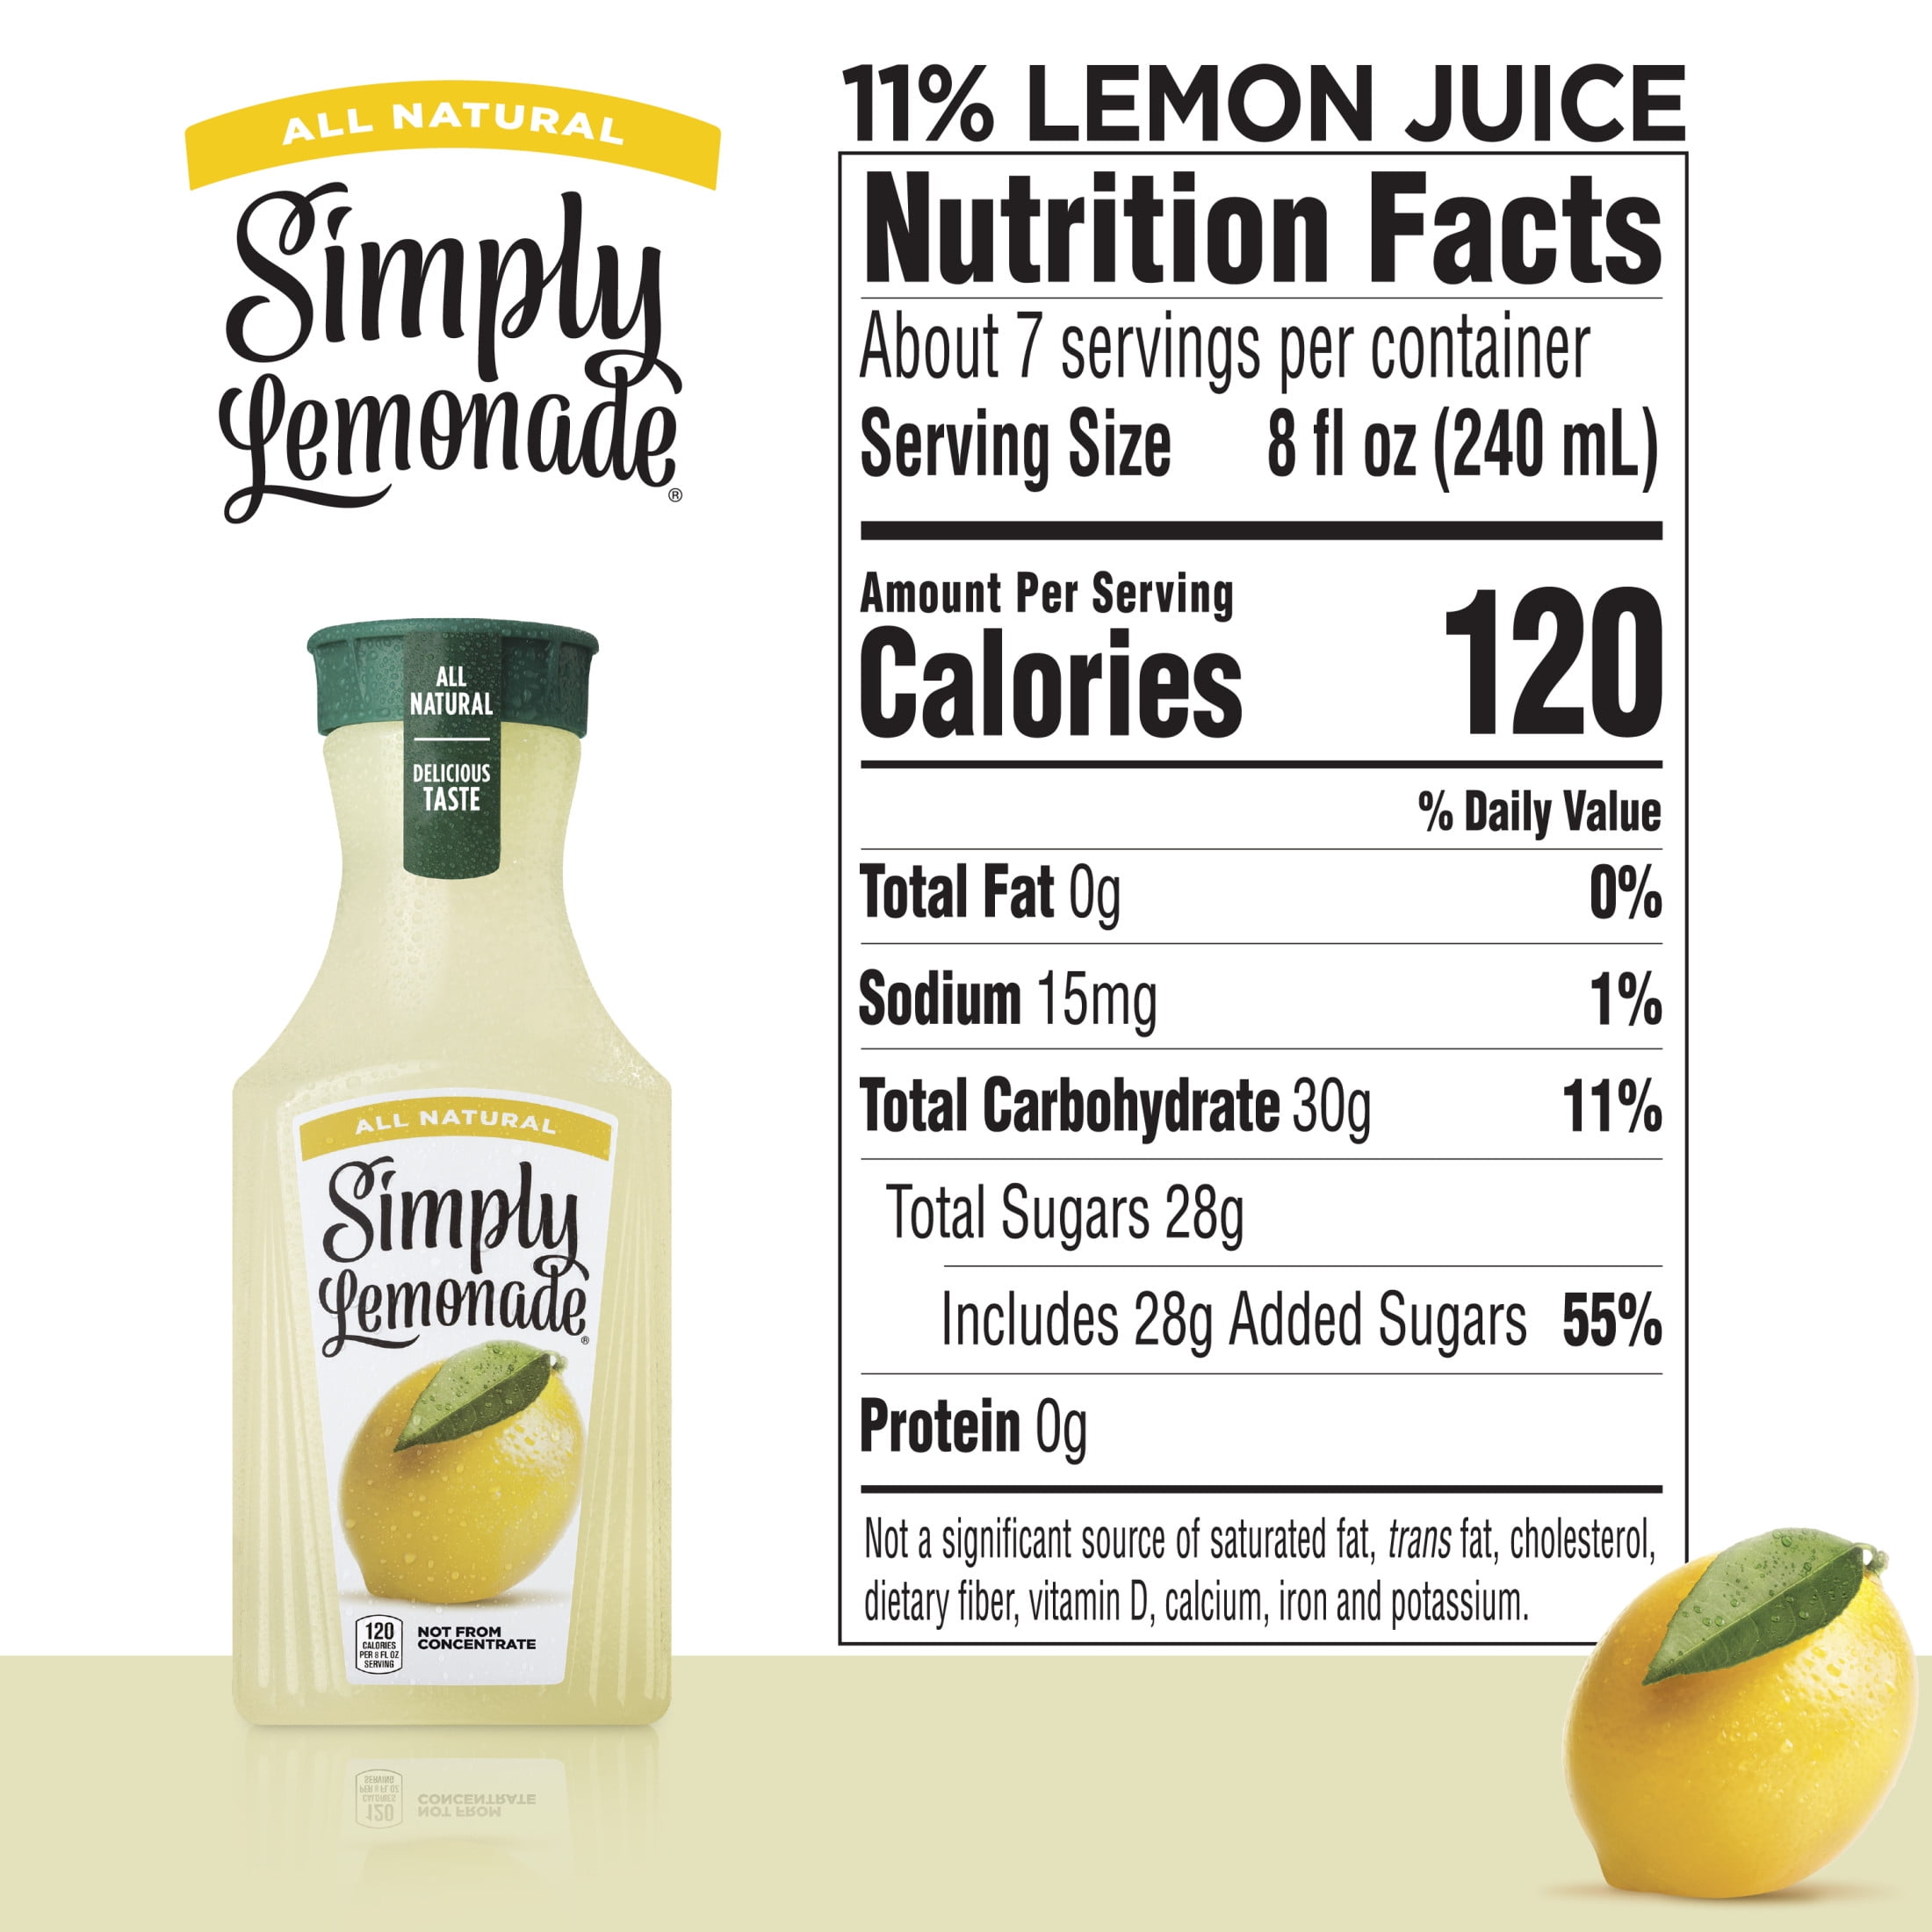 ALL NATURAL
Simply
Lemonade®
ALL
NATURAL
DELICIOUS
TASTE
ALL NATURAL
Simply
Lemonade®
120
CALORIES
PER 8 FL OZ
SERVING
NOT FROM
CONCENTRATE
11% LEMON JUICE
Nutrition Facts
About 7 servings per container
Serving Size 8 fl oz (240 mL)
Amount Per Serving
Calories 120
% Daily Value
Total Fat 0g 0%
Sodium 15mg 1%
Total Carbohydrate 30g 11%
Total Sugars 28g
Includes 28g Added Sugars 55%
Protein 0g
Not a significant source of saturated fat, trans fat, cholesterol,
dietary fiber, vitamin D, calcium, iron and potassium.